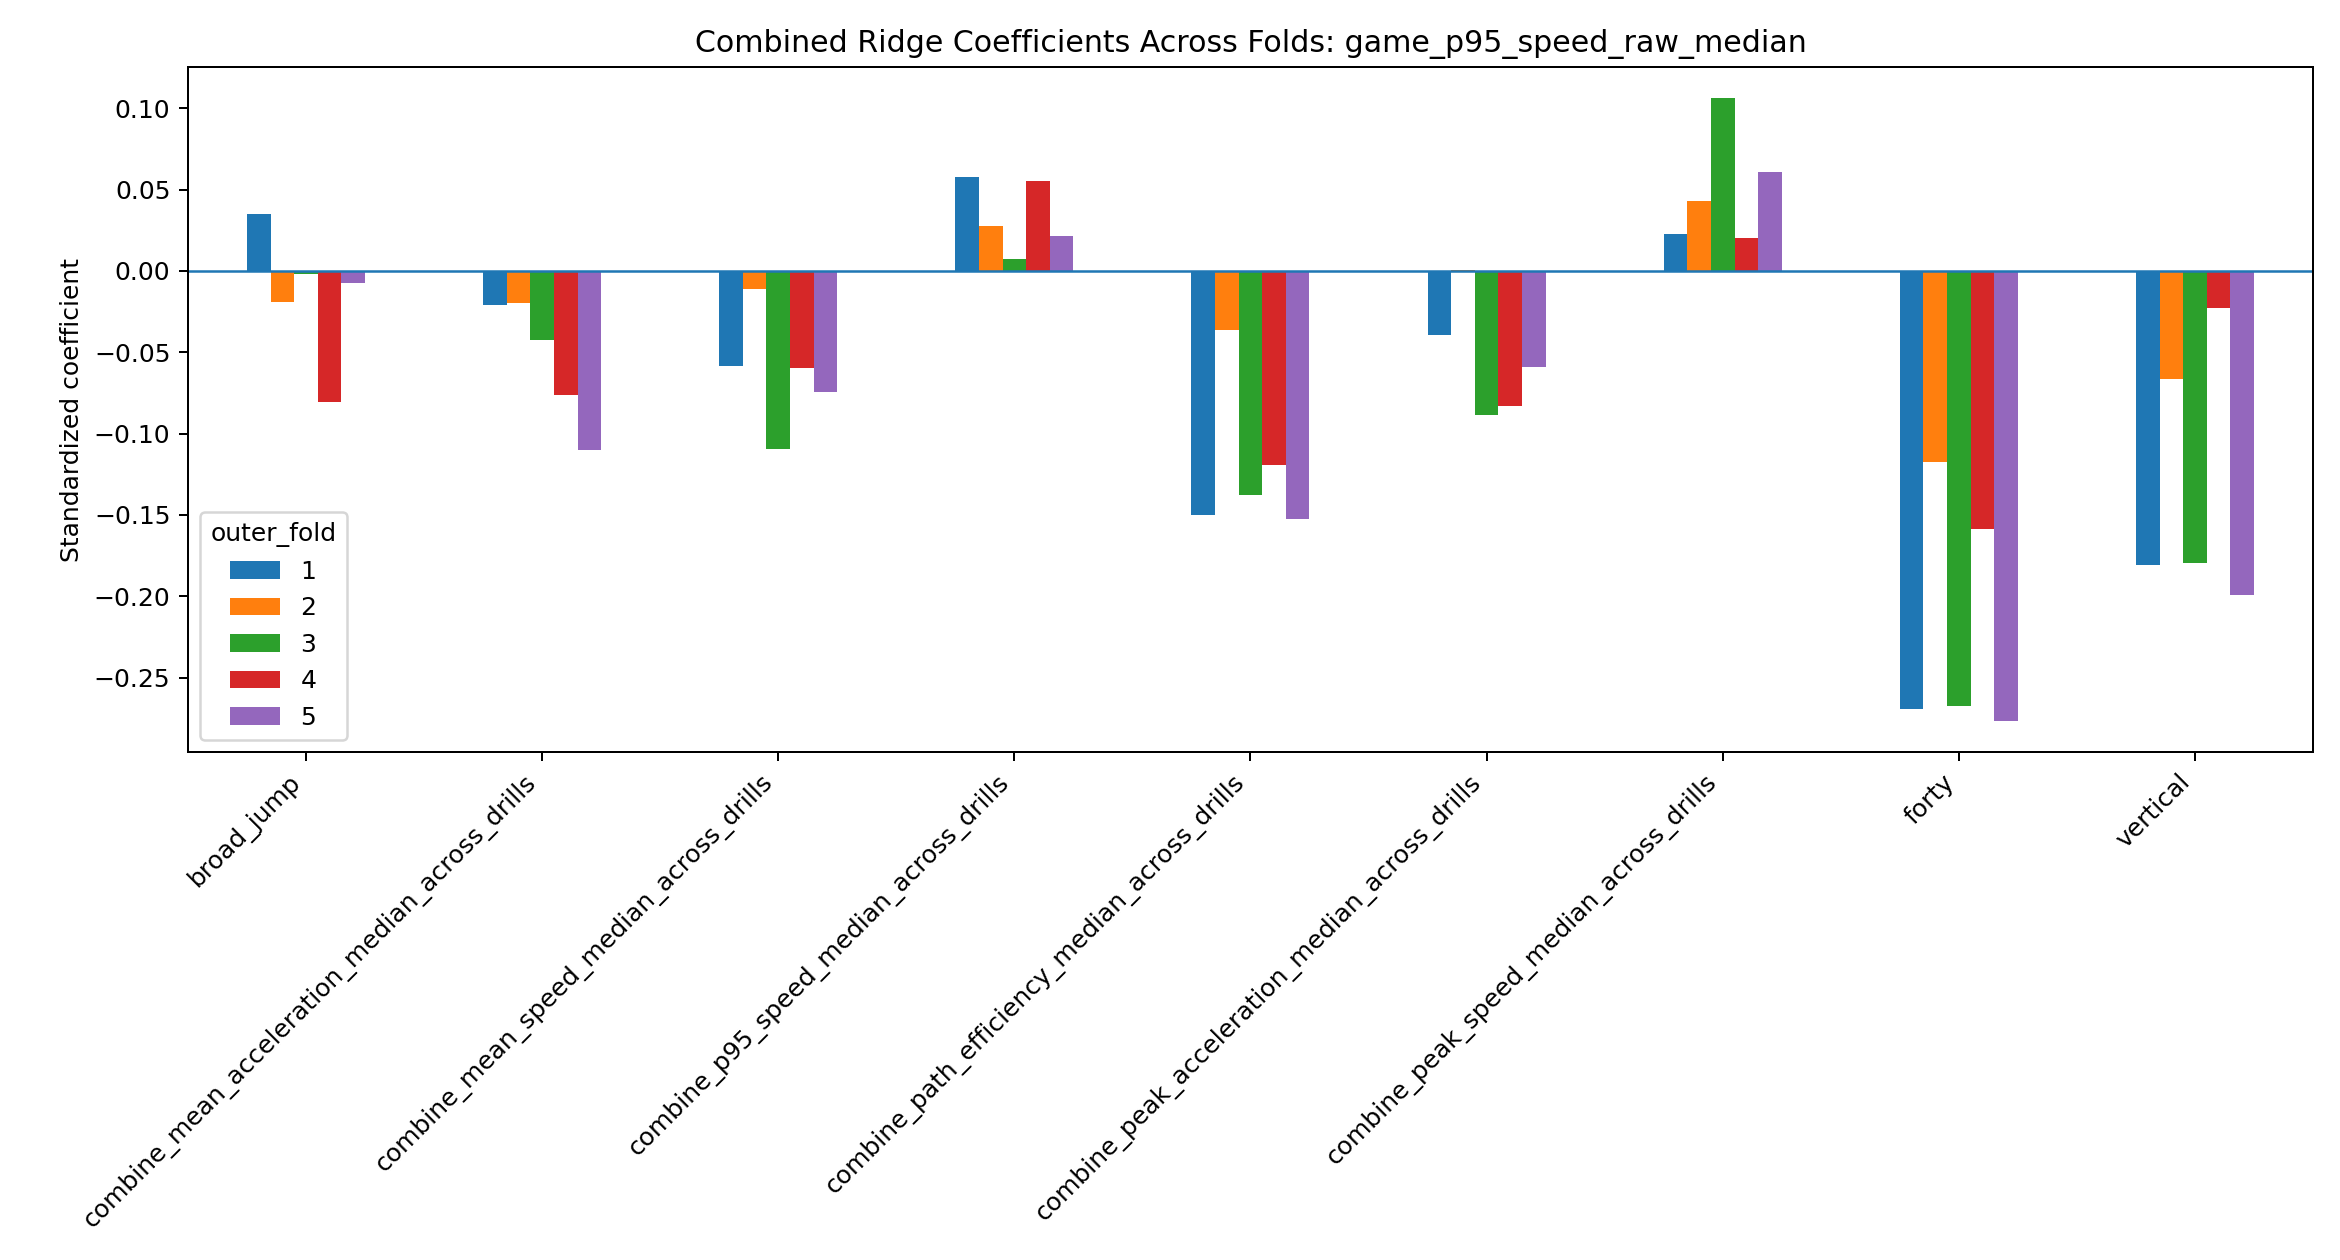 Combined Ridge Coefficients Across Folds: game_p95_speed_raw_median
Standardized coefficient
0.10
0.05
0.00
−0.05
−0.10
−0.15
−0.20
−0.25
outer_fold
1
2
3
4
5
broad_jump
combine_mean_acceleration_median_across_drills
combine_mean_speed_median_across_drills
combine_p95_speed_median_across_drills
combine_path_efficiency_median_across_drills
combine_peak_acceleration_median_across_drills
combine_peak_speed_median_across_drills
forty
vertical